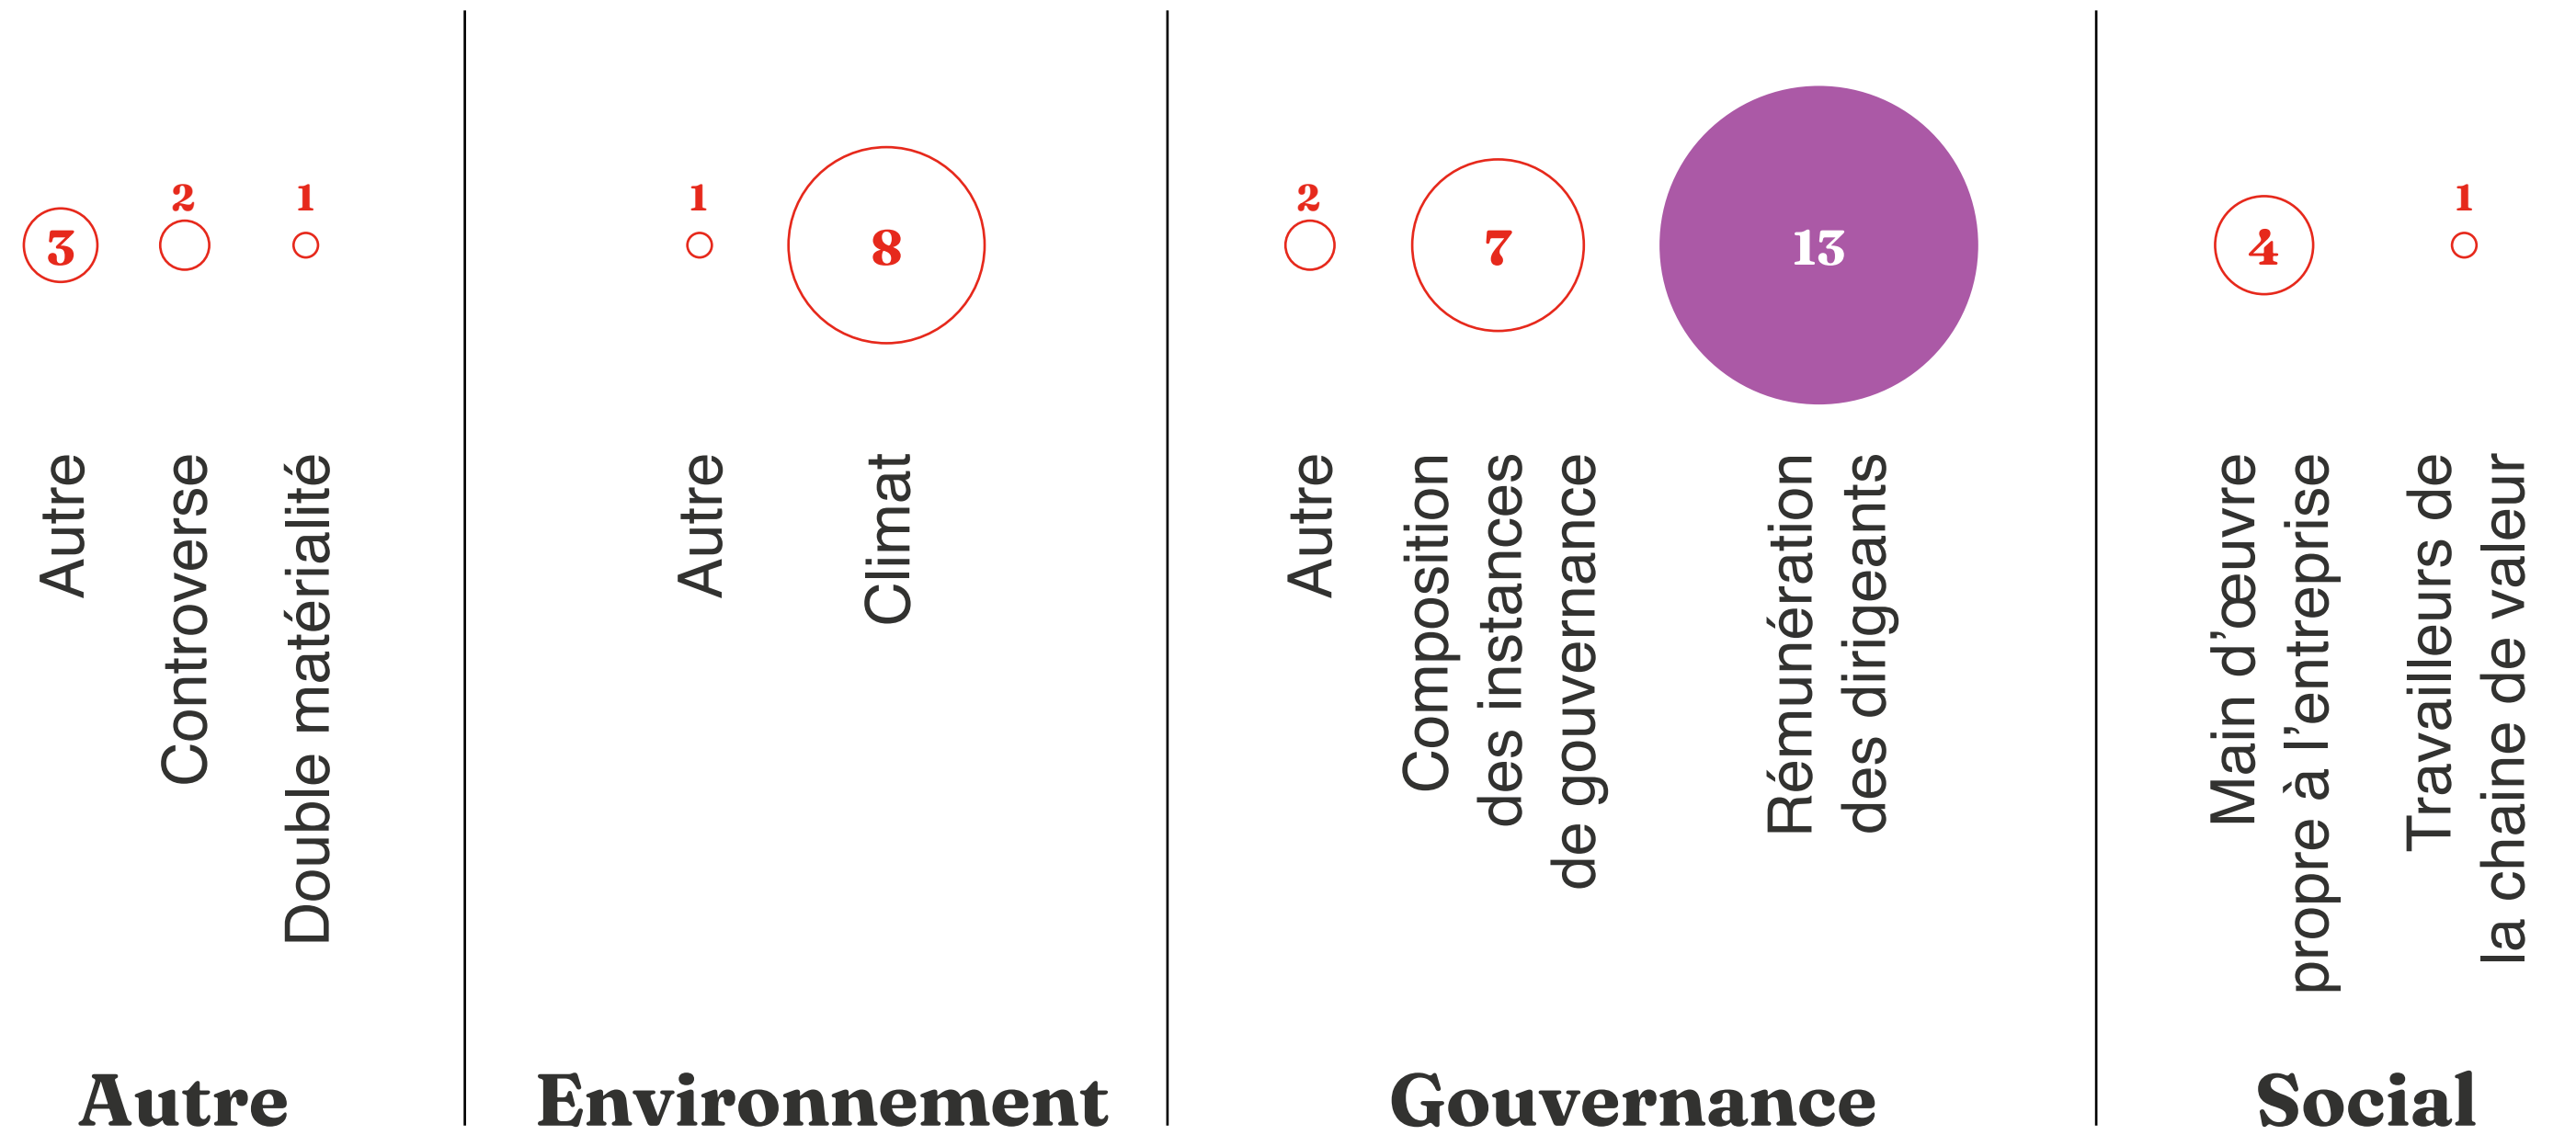 3
2
1
Autre
Controverse
Double matérialité
Autre
1
8
Autre
Climat
Environnement
2
7
13
Autre
Composition
des instances
de gouvernance
Rémunération
des dirigeants
Gouvernance
4
1
Main d’œuvre
propre à l’entreprise
Travailleurs de
la chaine de valeur
Social